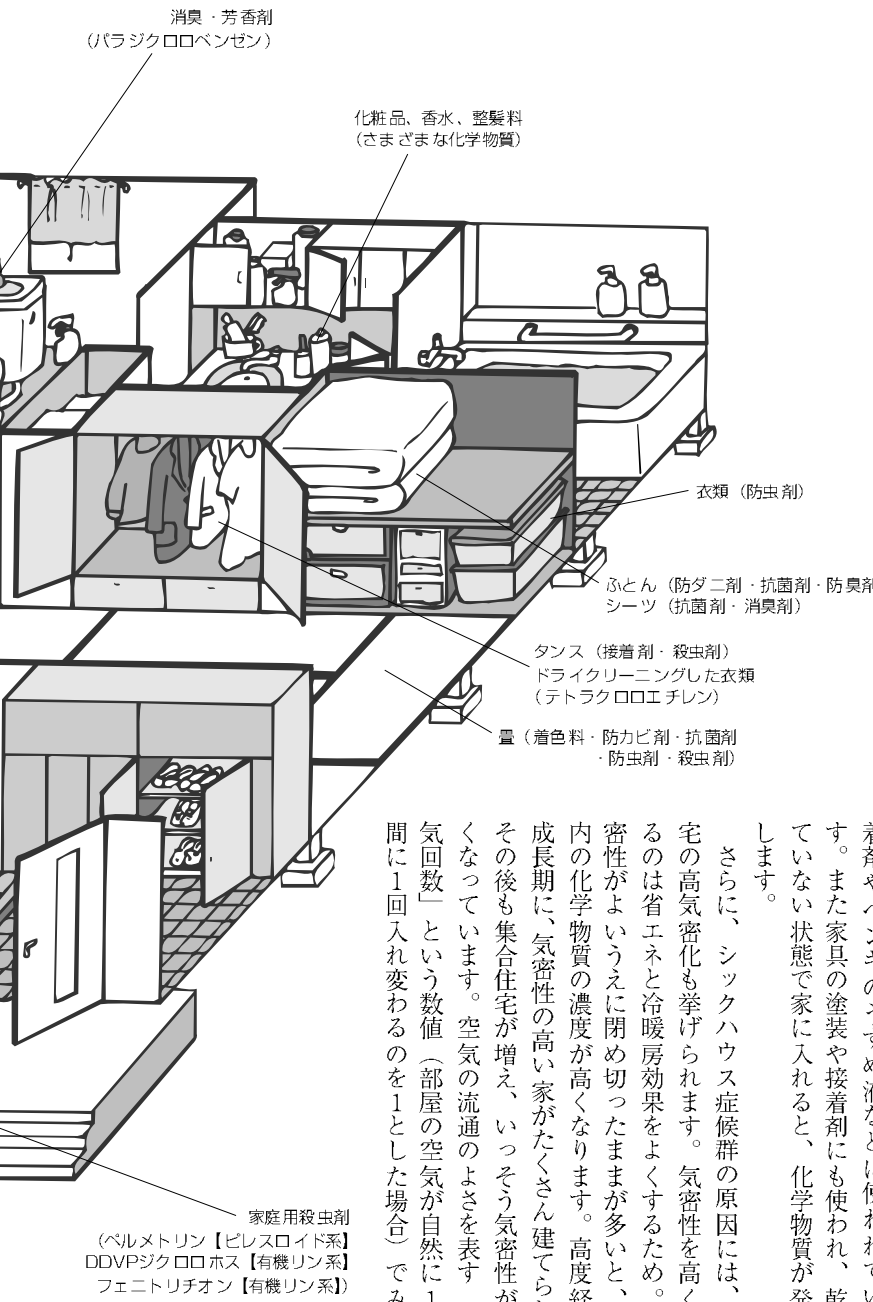 消臭・芳香剤
(パラジクロロベンゼン)
化粧品、香水、整髪料
(さまざまな化学物質)
衣類(防虫剤)
ふとん(防ダニ剤・抗菌剤・防臭剤
シーツ(抗菌剤・消臭剤)
タンス(接着剤・殺虫剤)
ドライクリーニングした衣類
(テトラクロロエチレン)
畳(着色料・防カビ剤・抗菌剤
・防虫剤・殺虫剤)
す。また家具の塗装や接着剤にも使われ、乾
ていない状態で家に入れると、化学物質が発
します。
さらに、シックハウス症候群の原因には、
宅の高気密化も挙げられます。気密性を高く
るのは省エネと冷暖房効果をよくするため。
密性がよいうえに閉め切ったままが多いと、
内の化学物質の濃度が高くなります。高度経
成長期に、気密性の高い家がたくさん建てら
その後も集合住宅が増え、いっそう気密性が
くなっています。空気の流通のよさを表す
気回数」という数値(部屋の空気が自然に1
間に1回入れ変わるのを1とした場合)でみ
家庭用殺虫剤
(ペルメトリン【ピレスロイド系】
DDVPジクロロホス【有機リン系】
フェニトリチオン【有機リン系】)